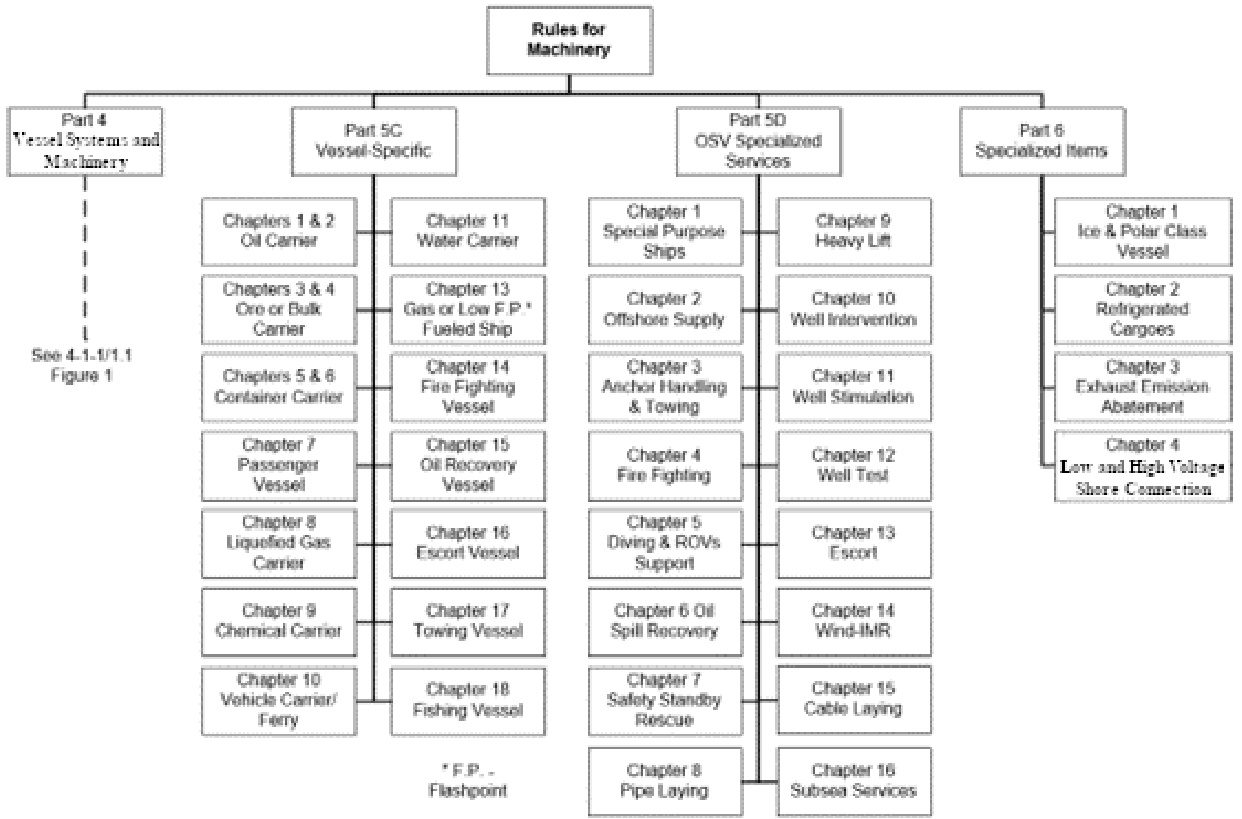 Rules for
Machinery
Part 4
Vessel Systems and
Machinery
See 4-1-1/1.1
Figure 1
Part 5C
Vessel-Specific
Chapters 1 & 2
Oil Carrier
Chapters 3 & 4
Ore or Bulk
Carrier
Chapters 5 & 6
Container Carrier
Chapter 7
Passenger
Vessel
Chapter 8
Liquefied Gas
Carrier
Chapter 9
Chemical Carrier
Chapter 10
Vehicle Carrier/
Ferry
Chapter 11
Water Carrier
Chapter 13
Gas or Low F.P.*
Fueled Ship
Chapter 14
Fire Fighting
Vessel
Chapter 15
Oil Recovery
Vessel
Chapter 16
Escort Vessel
Chapter 17
Towing Vessel
Chapter 18
Fishing Vessel
* F.P. -
Flashpoint
Part 5D
OSV Specialized
Services
Chapter 1
Special Purpose
Ships
Chapter 2
Offshore Supply
Chapter 3
Anchor Handling
& Towing
Chapter 4
Fire Fighting
Chapter 5
Diving & ROVs
Support
Chapter 6 Oil
Spill Recovery
Chapter 7
Safety Standby
Rescue
Chapter 8
Pipe Laying
Chapter 9
Heavy Lift
Chapter 10
Well Intervention
Chapter 11
Well Stimulation
Chapter 12
Well Test
Chapter 13
Escort
Chapter 14
Wind-IMR
Chapter 15
Cable Laying
Chapter 16
Subsea Services
Part 6
Specialized Items
Chapter 1
Ice & Polar Class
Vessel
Chapter 2
Refrigerated
Cargoes
Chapter 3
Exhaust Emission
Abatement
Chapter 4
Low and High Voltage
Shore Connection